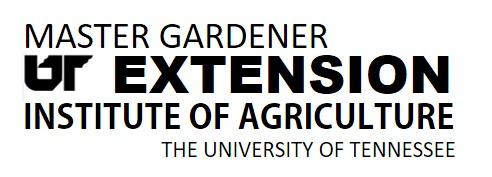 MASTER GARDENER
UT EXTENSION
INSTITUTE OF AGRICULTURE
THE UNIVERSITY OF TENNESSEE